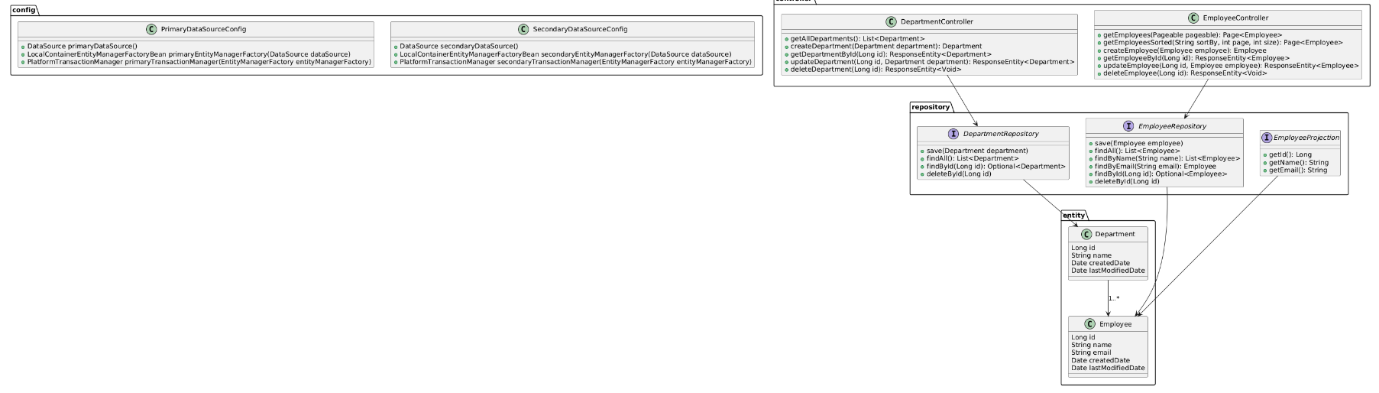 config
C PrimaryDataSourceConfig
DataSource primaryDataSource()
LocalContainerEntityManagerFactoryBean primaryEntityManagerFactory(DataSource dataSource)
PlatformTransactionManager primaryTransactionManager(EntityManagerFactory entityManagerFactory)
C SecondaryDataSourceConfig
DataSource secondaryDataSource()
LocalContainerEntityManagerFactoryBean secondaryEntityManagerFactory(DataSource dataSource)
PlatformTransactionManager secondaryTransactionManager(EntityManagerFactory entityManagerFactory)
C DepartmentController
getAllDepartments(): List<Department>
createDepartment(Department department): Department
getDepartmentById(Long id): ResponseEntity<Department>
updateDepartment(Long id, Department department): ResponseEntity<Department>
deleteDepartment(Long id): ResponseEntity<Void>
C EmployeeController
getEmployees(Pageable pageable): Page<Employee>
getEmployeesSorted(String sortBy, int page, int size): Page<Employee>
createEmployee(Employee employee): Employee
getEmployeeById(Long id): ResponseEntity<Employee>
updateEmployee(Long id, Employee employee): ResponseEntity<Employee>
deleteEmployee(Long id): ResponseEntity<Void>
repository
I DepartmentRepository
save(Department department)
findAll(): List<Department>
findById(Long id): Optional<Department>
deleteById(Long id)
I EmployeeRepository
save(Employee employee)
findAll(): List<Employee>
findByName(String name): List<Employee>
findByEmail(String email): Employee
findById(Long id): Optional<Employee>
deleteById(Long id)
I EmployeeProjection
getId(): Long
getName(): String
getEmail(): String
entity
C Department
Long id
String name
Date createdDate
Date lastModifiedDate
1..*
C Employee
Long id
String name
String email
Date createdDate
Date lastModifiedDate